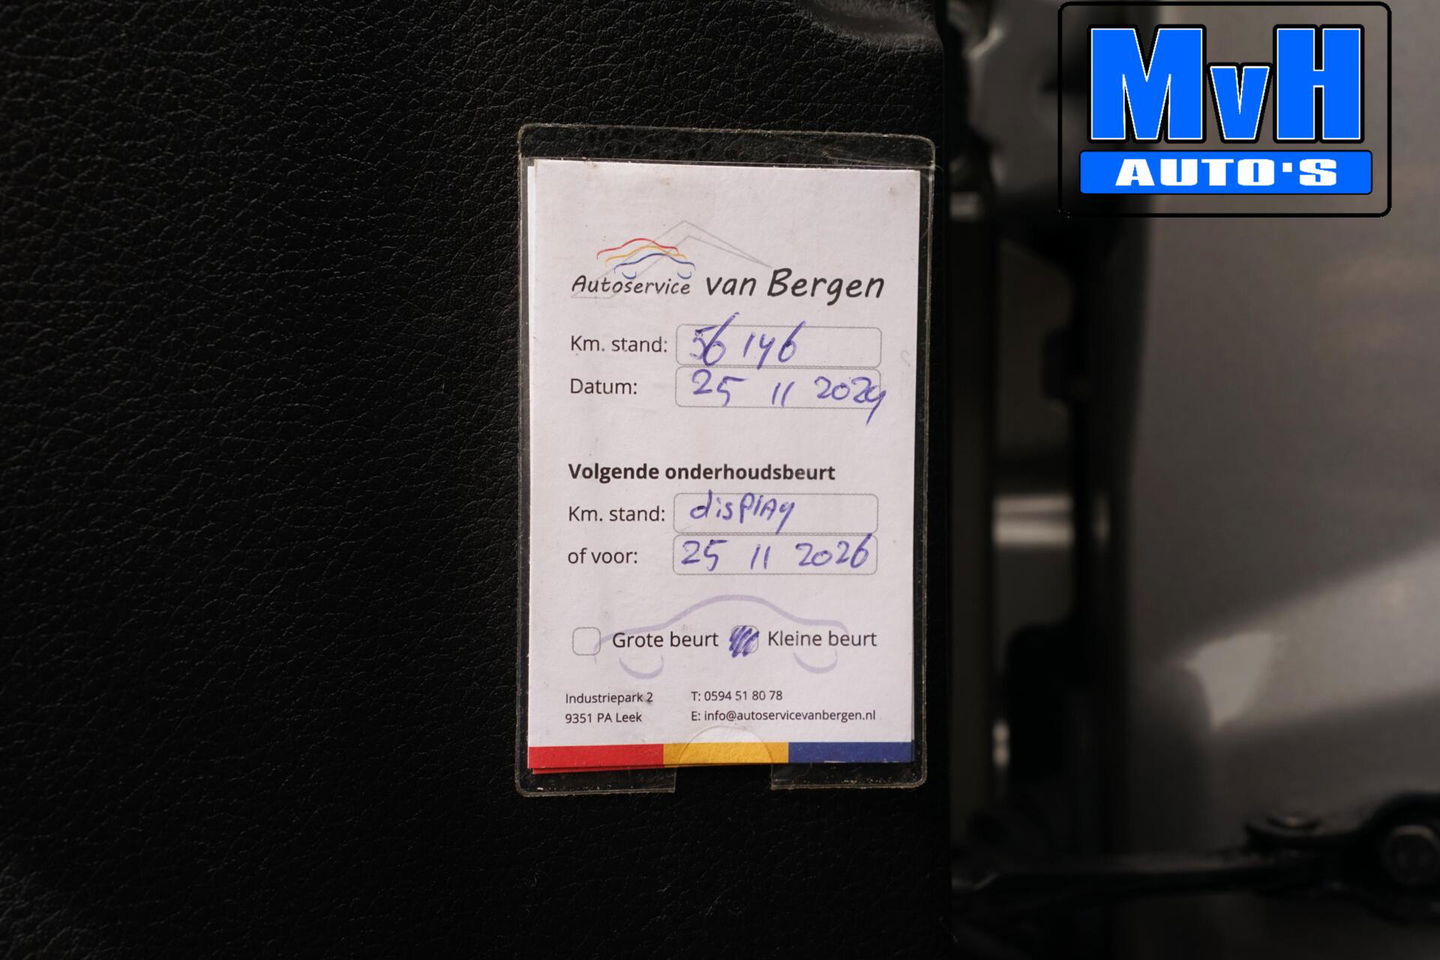 MvH
AUTO'S
Autoservice van Bergen
Km. stand: 56 146
Datum: 25 11 2024
Volgende onderhoudsbeurt
Km. stand: display
of voor: 25 11 2026
Grote beurt Kleine beurt
Industriepark 2 T: 0594 51 80 78
9351 PA Leek E: info@autoservicevanbergen.nl